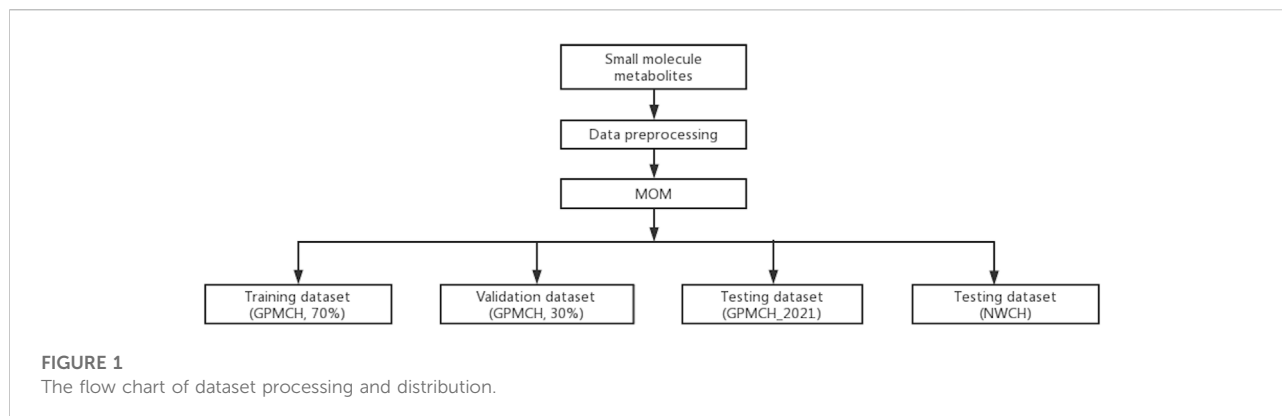 Small molecule
metabolites
Data preprocessing
MOM
Training dataset
(GPMCH, 70%)
Validation dataset
(GPMCH, 30%)
Testing dataset
(GPMCH_2021)
Testing dataset
(NWCH)
FIGURE 1
The flow chart of dataset processing and distribution.